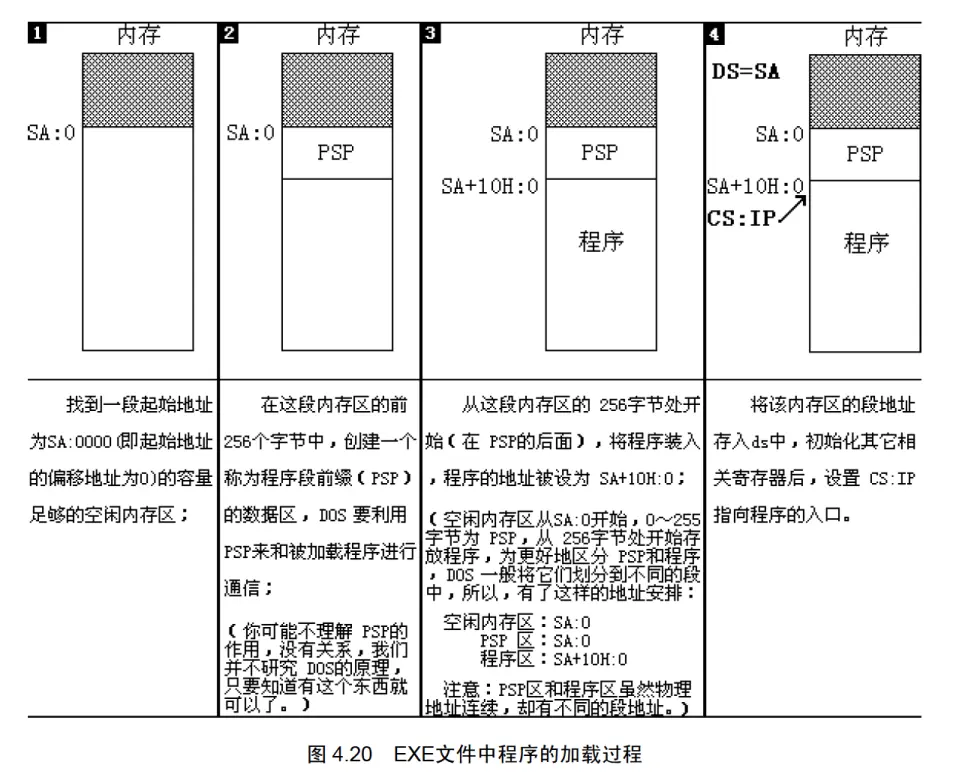 1 内存
SA:0
2 内存
SA:0
PSP
3 内存
SA:0
PSP
SA+10H:0
程序
4 内存
DS=SA
SA:0
PSP
SA+10H:0
CS:IP
程序
找到一段起始地址
为SA:0000(即起始地址
的偏移地址为0)的容量
足够的空闲内存区；
在这段内存区的前
256个字节中，创建一个
称为程序段前缀(PSP)
的数据区，DOS 要利用
PSP来和被加载程序进行
通信；
(你可能不理解 PSP的
作用，没有关系，我们
并不研究 DOS的原理，
只要知道有这个东西就
可以了。)
从这段内存区的 256字节处开
始(在 PSP的后面)，将程序装入
，程序的地址被设为 SA+10H:0；
(空闲内存区从SA:0开始，0～255
字节为 PSP，从 256字节处开始存
放程序，为更好地区分 PSP和程序
，DOS 一般将它们划分到不同的段
中，所以，有了这样的地址安排：
空闲内存区：SA:0
PSP 区：SA:0
程序区：SA+10H:0
注意：PSP区和程序区虽然物理
地址连续，却有不同的段地址。)
将该内存区的段地址
存入ds中，初始化其它相
关寄存器后，设置 CS:IP
指向程序的入口。
图 4.20 EXE文件中程序的加载过程